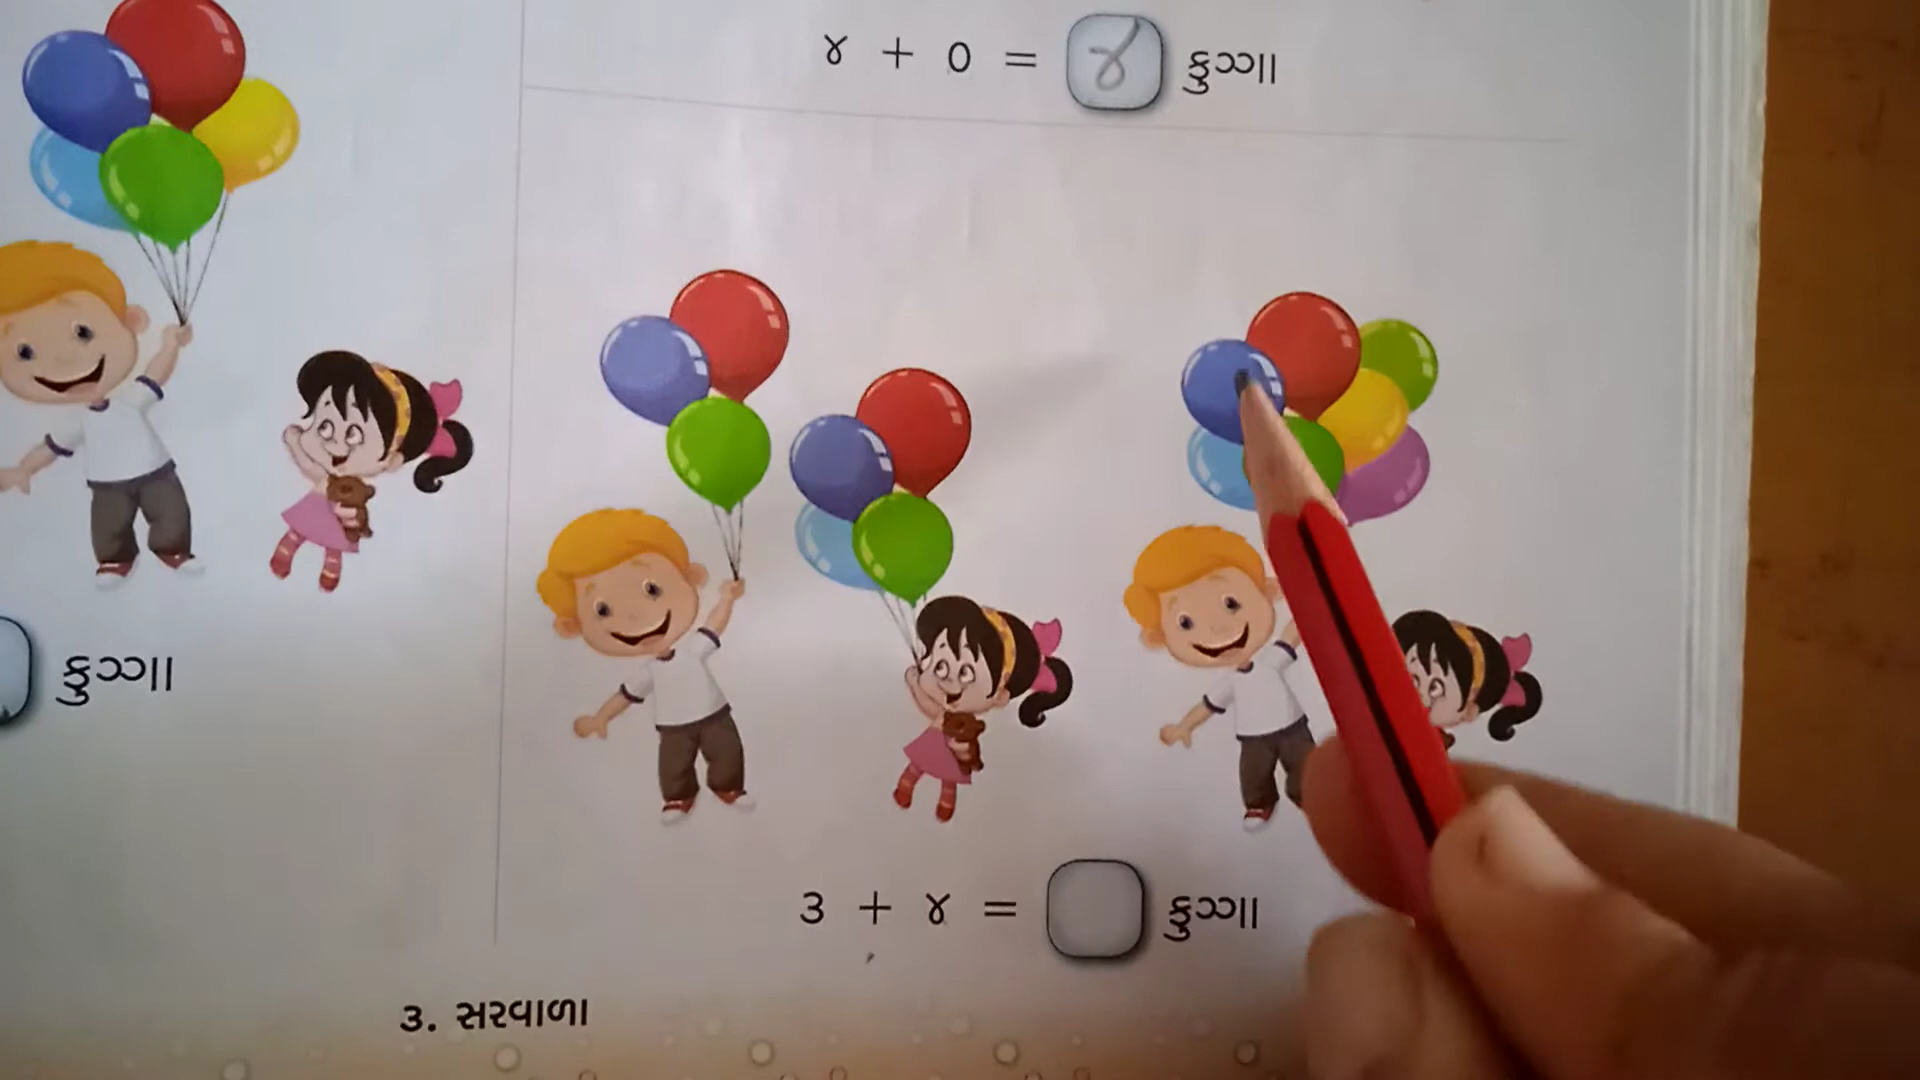 ૪ + ૦ = ૪ ફુગ્ગા
ફુગ્ગા
૩ + ૪ = ફુગ્ગા
૩. સરવાળા